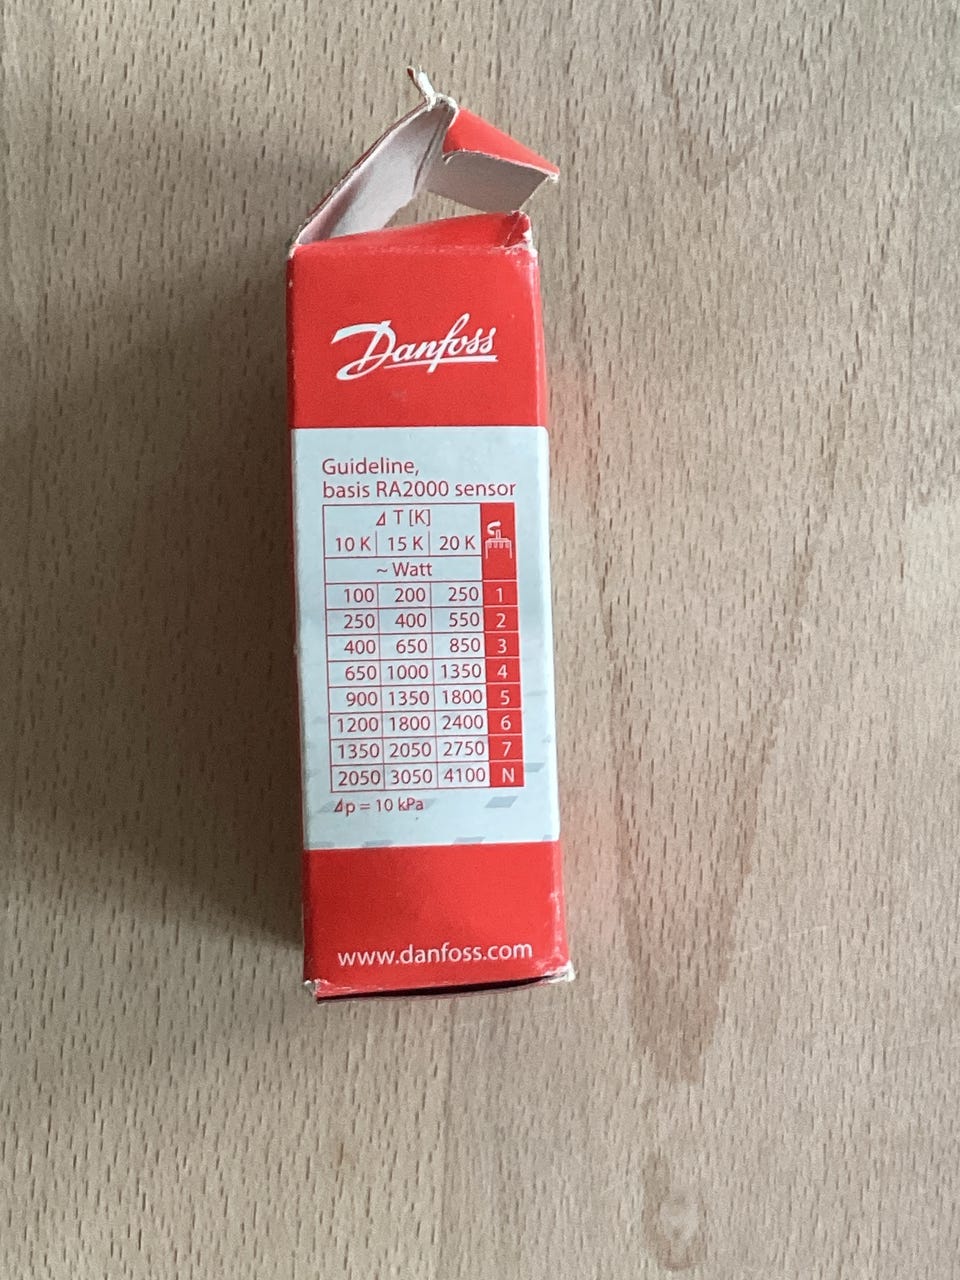 Danfoss
Guideline,
basis RA2000 sensor
⊿ T [K]
10 K 15 K 20 K
~ Watt
100 200 250 1
250 400 550 2
400 650 850 3
650 1000 1350 4
900 1350 1800 5
1200 1800 2400 6
1350 2050 2750 7
2050 3050 4100 N
⊿p = 10 kPa
www.danfoss.com